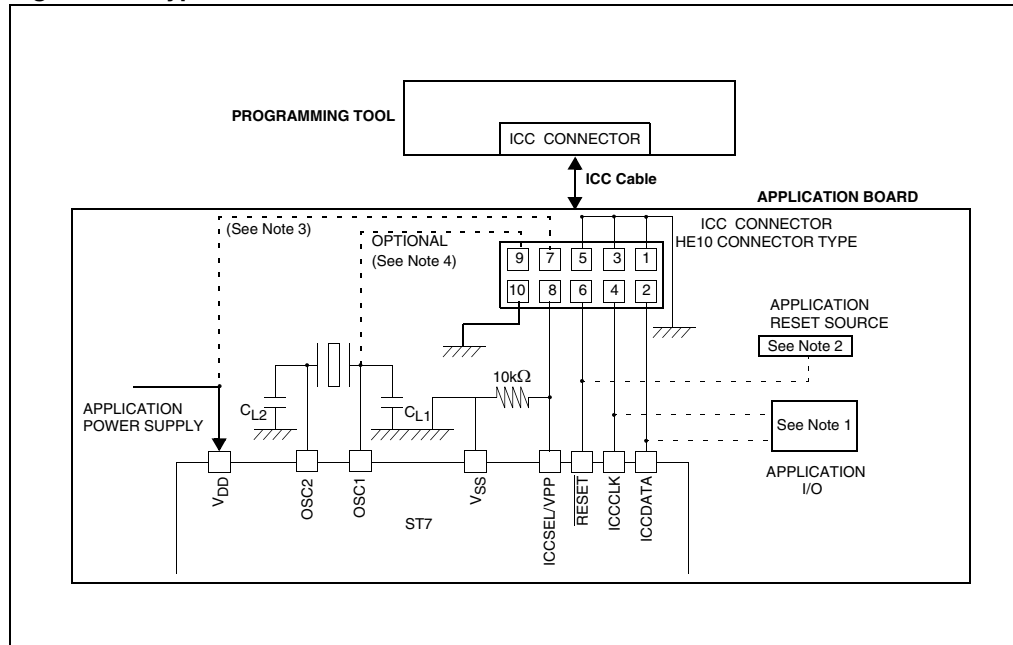 PROGRAMMING TOOL
ICC CONNECTOR
ICC Cable
APPLICATION BOARD
(See Note 3)
OPTIONAL
(See Note 4)
ICC CONNECTOR
HE10 CONNECTOR TYPE
9 7 5 3 1
10 8 6 4 2
APPLICATION
RESET SOURCE
See Note 2
10kΩ
APPLICATION
POWER SUPPLY
CL2
CL1
See Note 1
APPLICATION
I/O
VDD
OSC2
OSC1
VSS
ICCSEL/VPP
RESET
ICCCLK
ICCDATA
ST7